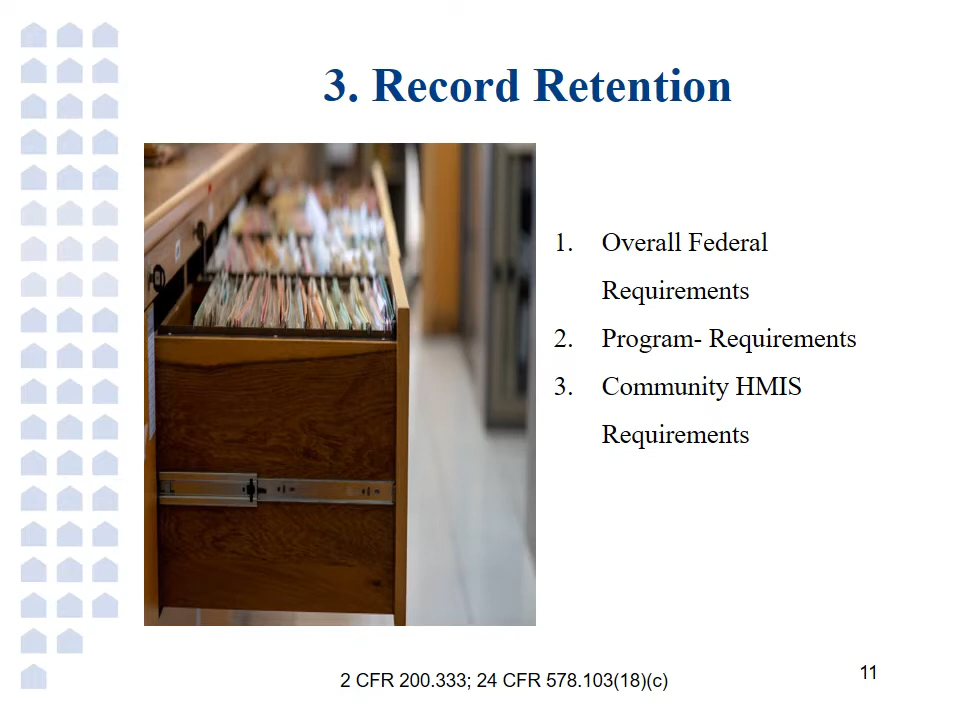 3. Record Retention
1. Overall Federal
Requirements
2. Program- Requirements
3. Community HMIS
Requirements
2 CFR 200.333; 24 CFR 578.103(18)(c)
11